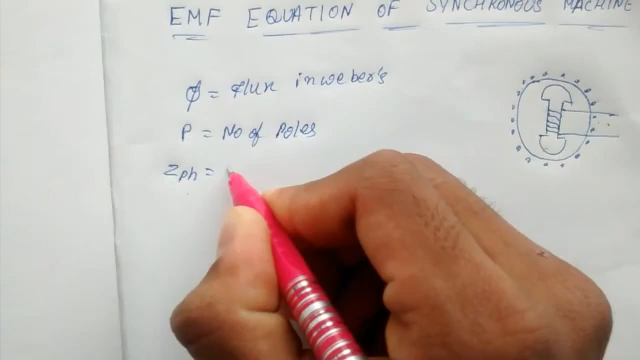 EMF EQUATION OF SYNCHRONOUS MACHINE
φ = Flux in weber's
P = No of Poles
Zph =